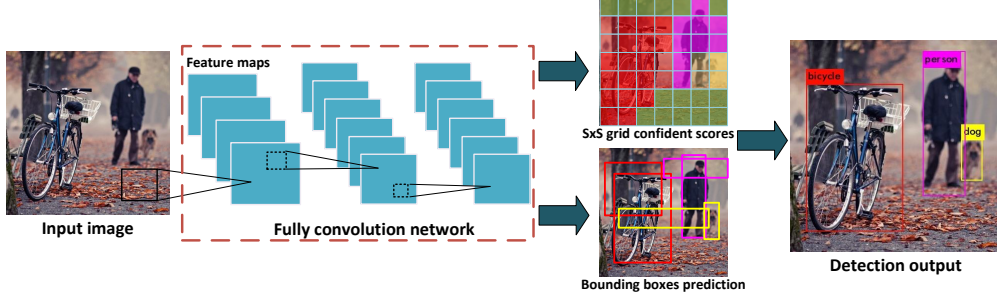 Feature maps
Input image
Fully convolution network
SxS grid confident scores
Bounding boxes prediction
bicycle
person
dog
Detection output